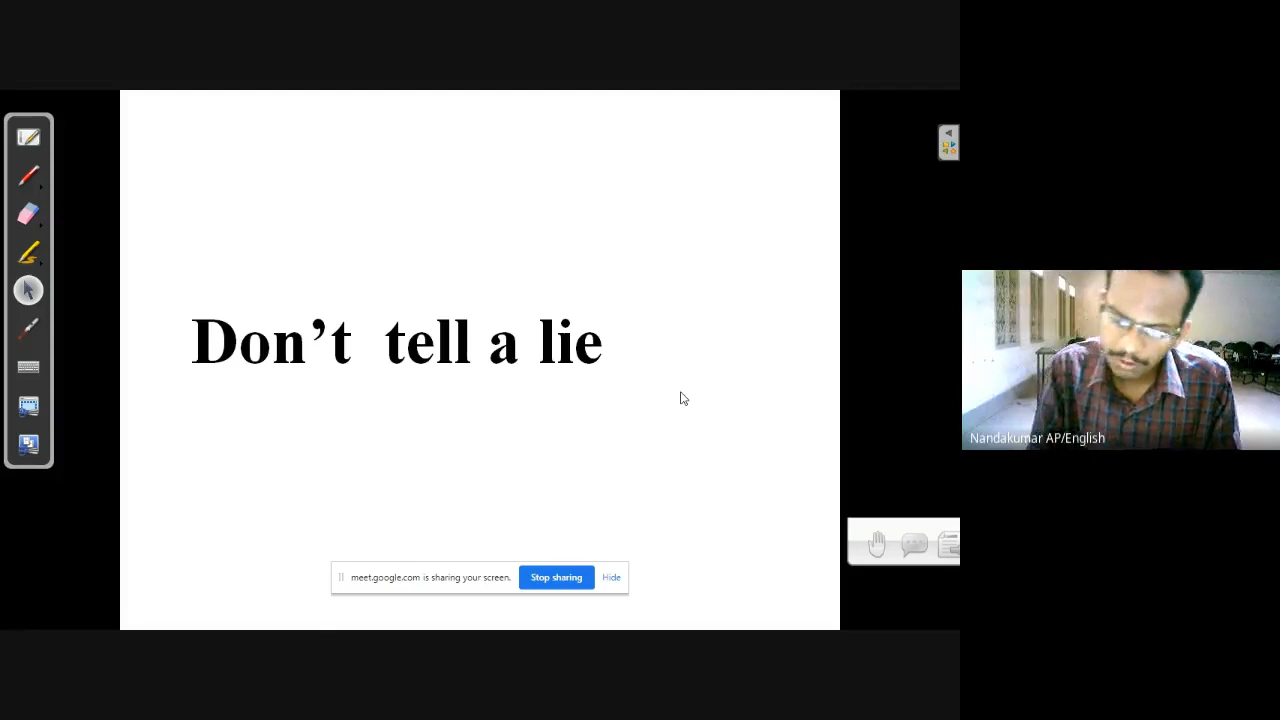 Don’t tell a lie
Nandakumar AP/English
meet.google.com is sharing your screen. Stop sharing Hide